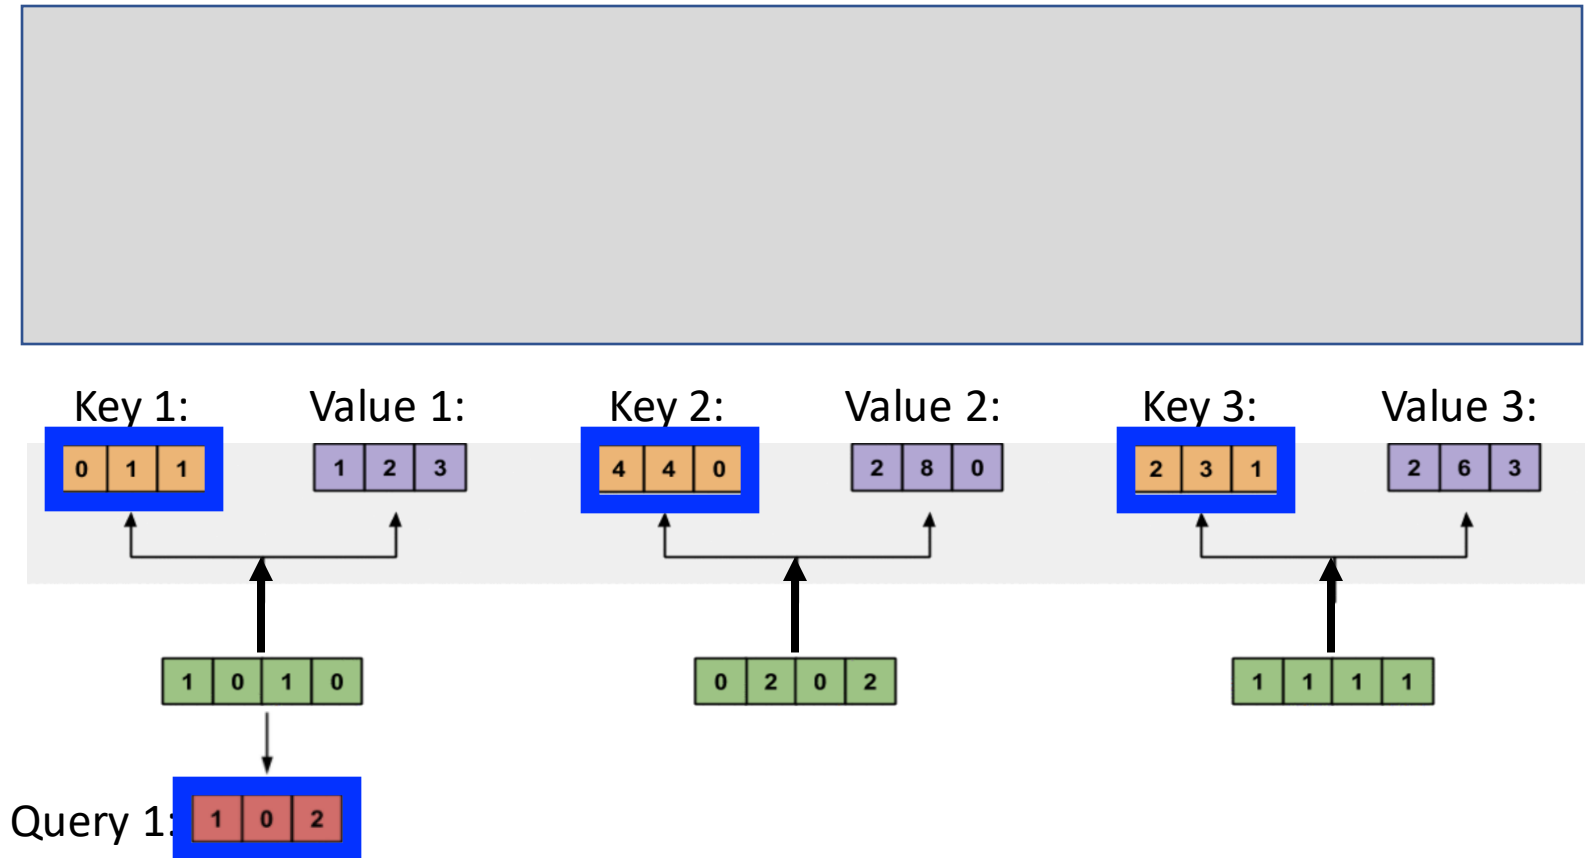 Key 1: Value 1: Key 2: Value 2: Key 3: Value 3:
0 1 1 1 2 3 4 4 0 2 8 0 2 3 1 2 6 3
1 0 1 0 0 2 0 2 1 1 1 1
Query 1: 1 0 2